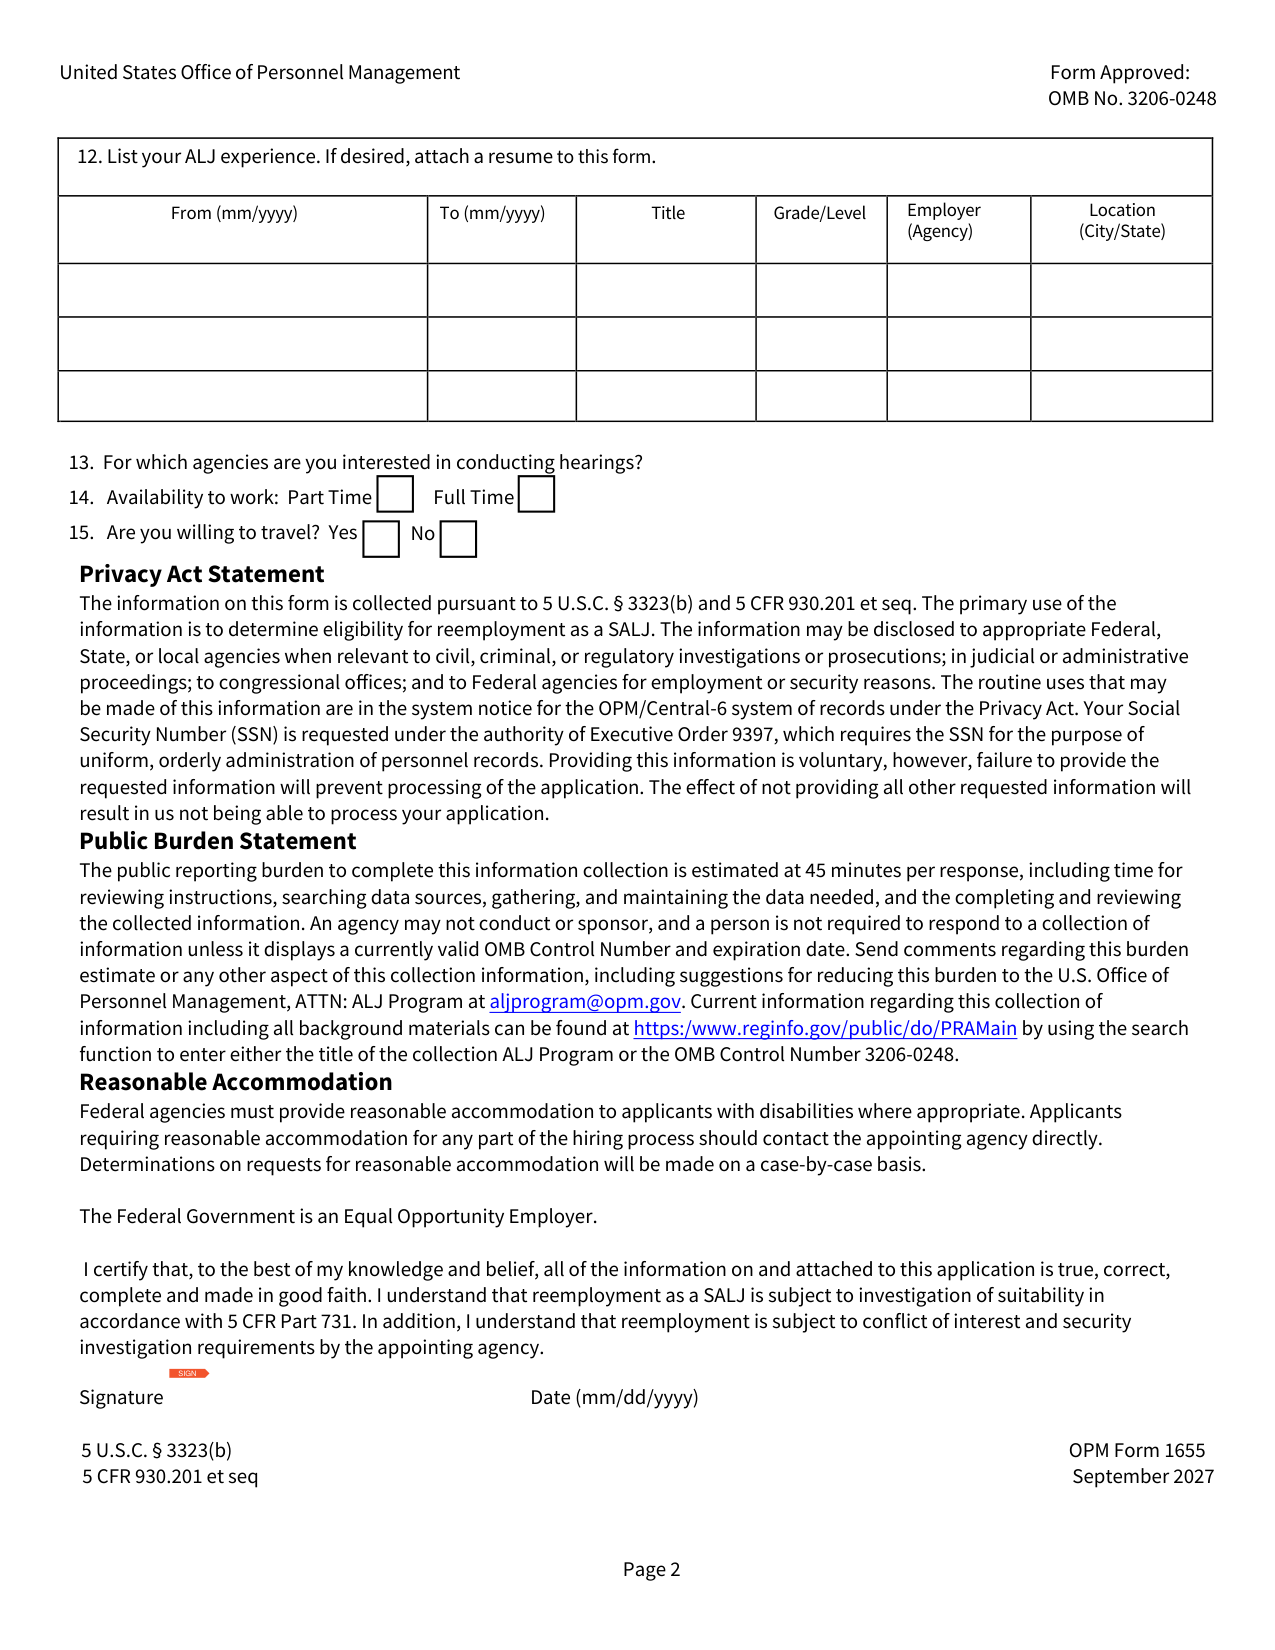 United States Office of Personnel Management
Form Approved:
OMB No. 3206-0248
12. List your ALJ experience. If desired, attach a resume to this form.
From (mm/yyyy) To (mm/yyyy) Title Grade/Level Employer (Agency) Location (City/State)
13. For which agencies are you interested in conducting hearings?
14. Availability to work: Part Time Full Time
15. Are you willing to travel? Yes No
Privacy Act Statement
The information on this form is collected pursuant to 5 U.S.C. § 3323(b) and 5 CFR 930.201 et seq. The primary use of the
information is to determine eligibility for reemployment as a SALJ. The information may be disclosed to appropriate Federal,
State, or local agencies when relevant to civil, criminal, or regulatory investigations or prosecutions; in judicial or administrative
proceedings; to congressional offices; and to Federal agencies for employment or security reasons. The routine uses that may
be made of this information are in the system notice for the OPM/Central-6 system of records under the Privacy Act. Your Social
Security Number (SSN) is requested under the authority of Executive Order 9397, which requires the SSN for the purpose of
uniform, orderly administration of personnel records. Providing this information is voluntary, however, failure to provide the
requested information will prevent processing of the application. The effect of not providing all other requested information will
result in us not being able to process your application.
Public Burden Statement
The public reporting burden to complete this information collection is estimated at 45 minutes per response, including time for
reviewing instructions, searching data sources, gathering, and maintaining the data needed, and the completing and reviewing
the collected information. An agency may not conduct or sponsor, and a person is not required to respond to a collection of
information unless it displays a currently valid OMB Control Number and expiration date. Send comments regarding this burden
estimate or any other aspect of this collection information, including suggestions for reducing this burden to the U.S. Office of
Personnel Management, ATTN: ALJ Program at aljprogram@opm.gov. Current information regarding this collection of
information including all background materials can be found at https:/www.reginfo.gov/public/do/PRAMain by using the search
function to enter either the title of the collection ALJ Program or the OMB Control Number 3206-0248.
Reasonable Accommodation
Federal agencies must provide reasonable accommodation to applicants with disabilities where appropriate. Applicants
requiring reasonable accommodation for any part of the hiring process should contact the appointing agency directly.
Determinations on requests for reasonable accommodation will be made on a case-by-case basis.
The Federal Government is an Equal Opportunity Employer.
I certify that, to the best of my knowledge and belief, all of the information on and attached to this application is true, correct,
complete and made in good faith. I understand that reemployment as a SALJ is subject to investigation of suitability in
accordance with 5 CFR Part 731. In addition, I understand that reemployment is subject to conflict of interest and security
investigation requirements by the appointing agency.
SIGN
Signature Date (mm/dd/yyyy)
5 U.S.C. § 3323(b) OPM Form 1655
5 CFR 930.201 et seq September 2027
Page 2